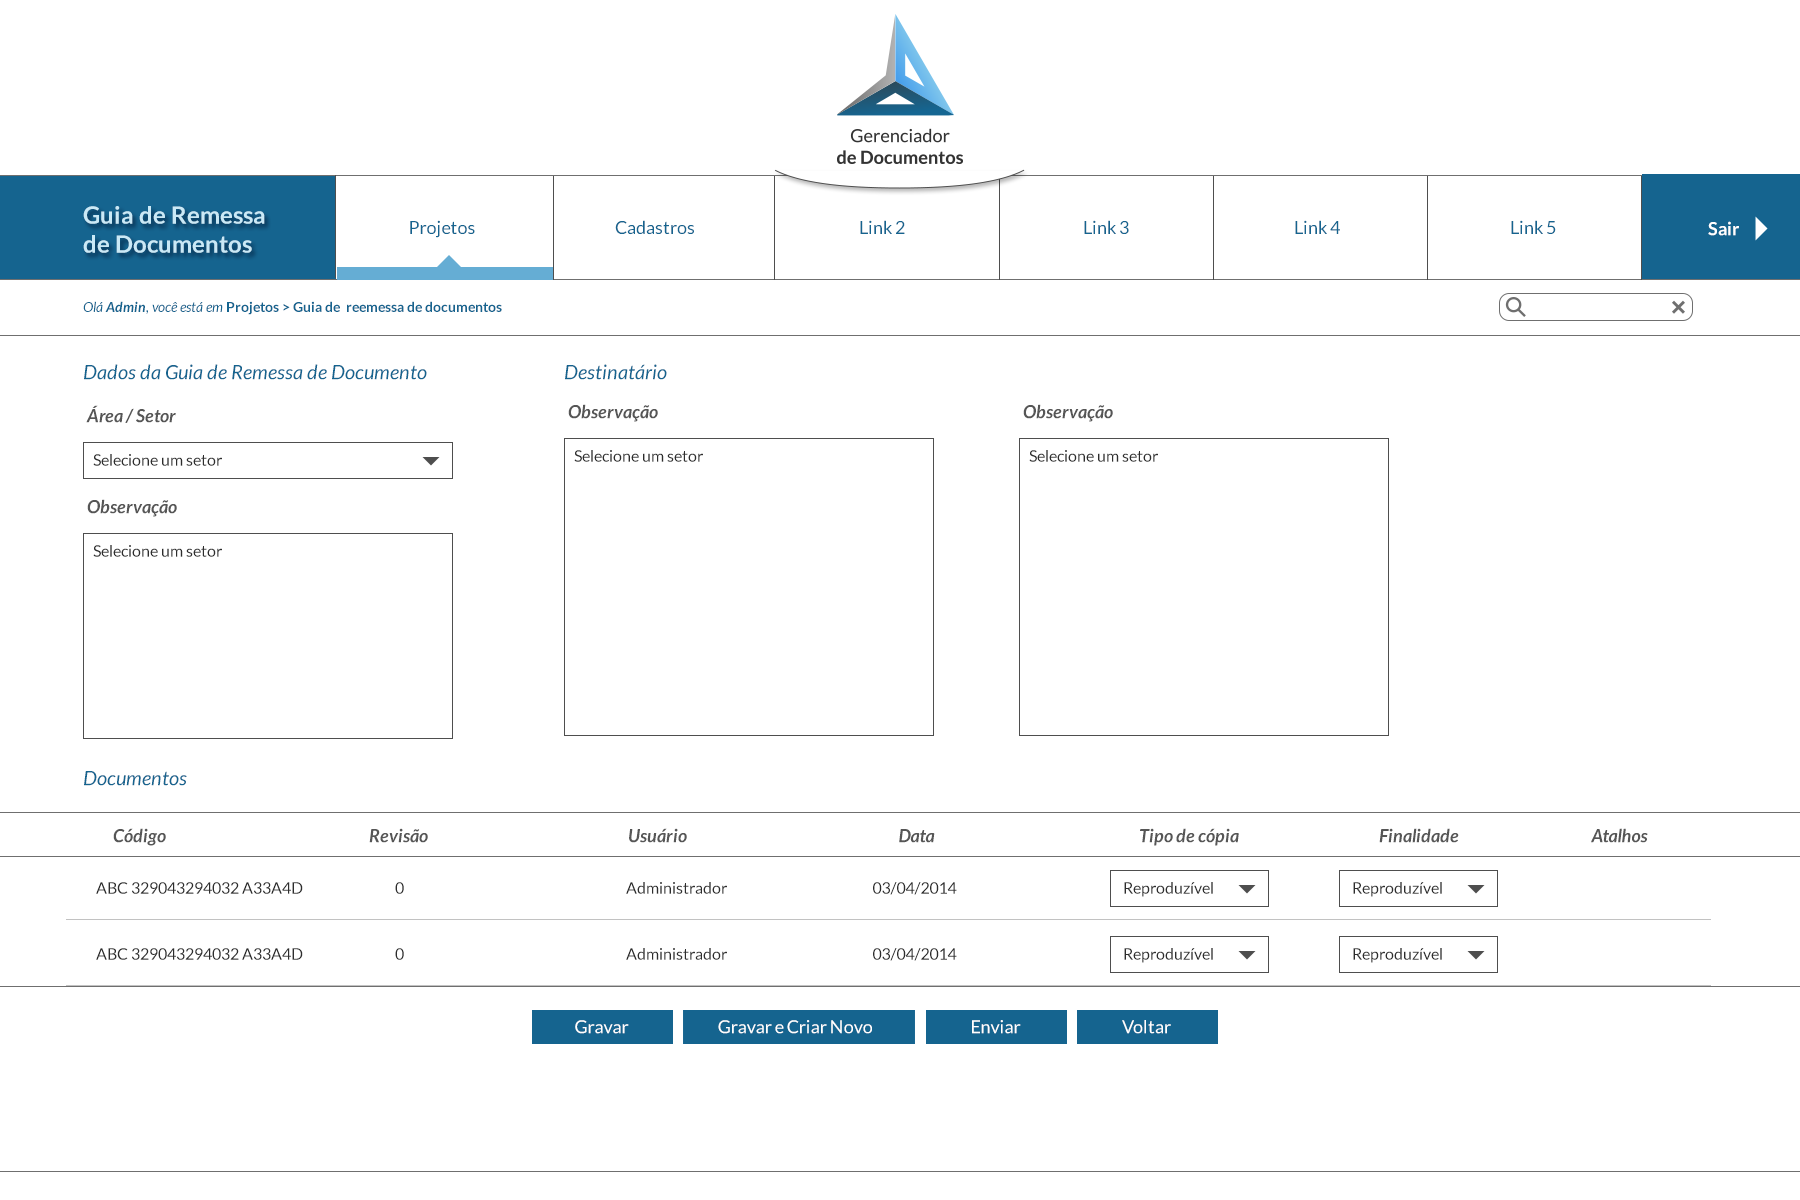 Gerenciador
de Documentos
Guia de Remessa
de Documentos
Projetos
Cadastros
Link 2
Link 3
Link 4
Link 5
Sair
Olá Admin, você está em Projetos > Guia de  reemessa de documentos
Dados da Guia de Remessa de Documento
Área / Setor
Selecione um setor
Observação
Selecione um setor
Destinatário
Observação
Selecione um setor
Observação
Selecione um setor
Documentos
Código Revisão Usuário Data Tipo de cópia Finalidade Atalhos
ABC 329043294032 A33A4D 0 Administrador 03/04/2014 Reproduzível Reproduzível
ABC 329043294032 A33A4D 0 Administrador 03/04/2014 Reproduzível Reproduzível
Gravar
Gravar e Criar Novo
Enviar
Voltar